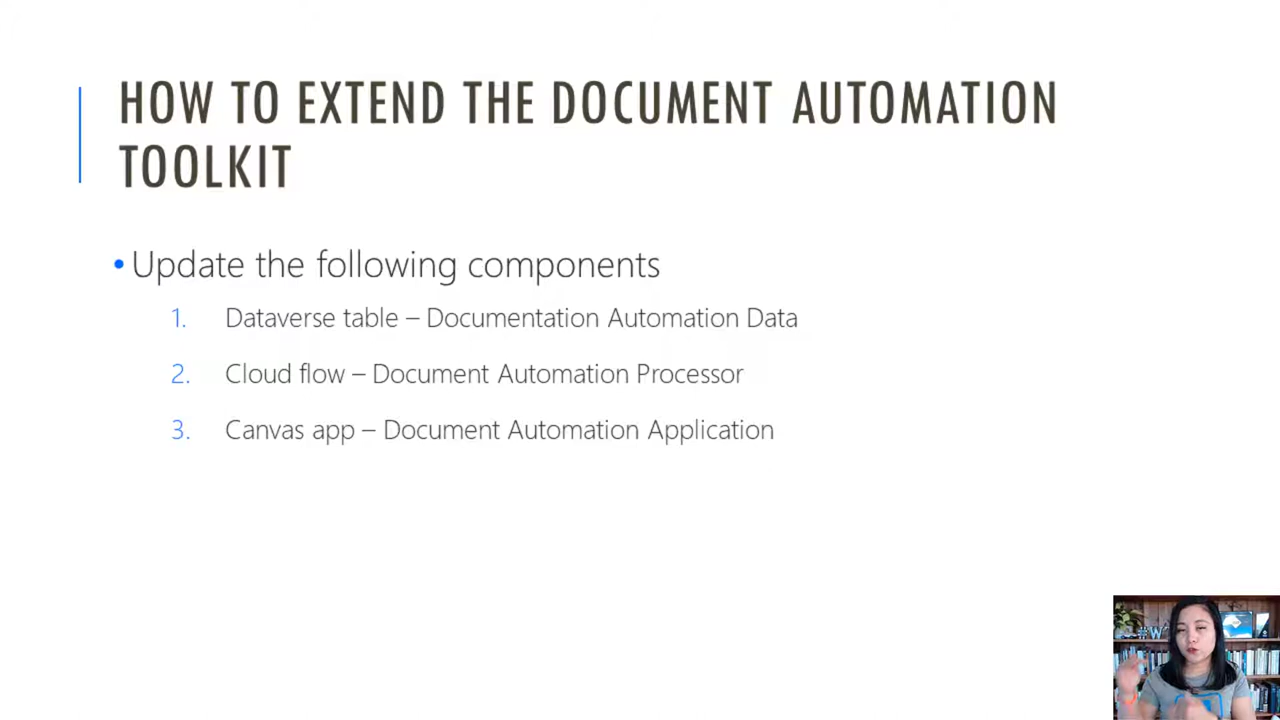 HOW TO EXTEND THE DOCUMENT AUTOMATION
TOOLKIT
• Update the following components
1. Dataverse table – Documentation Automation Data
2. Cloud flow – Document Automation Processor
3. Canvas app – Document Automation Application
#W